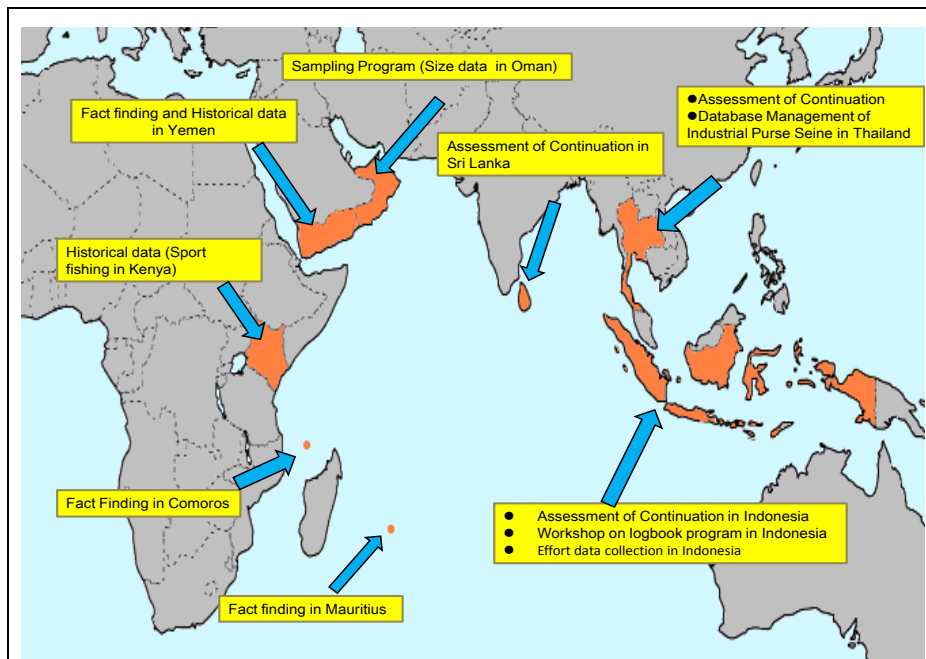 Sampling Program (Size data in Oman)
Fact finding and Historical data
in Yemen
●Assessment of Continuation
●Database Management of
Industrial Purse Seine in Thailand
Assessment of Continuation in
Sri Lanka
Historical data (Sport
fishing in Kenya)
Fact Finding in Comoros
● Assessment of Continuation in Indonesia
● Workshop on logbook program in Indonesia
● Effort data collection in Indonesia
Fact finding in Mauritius